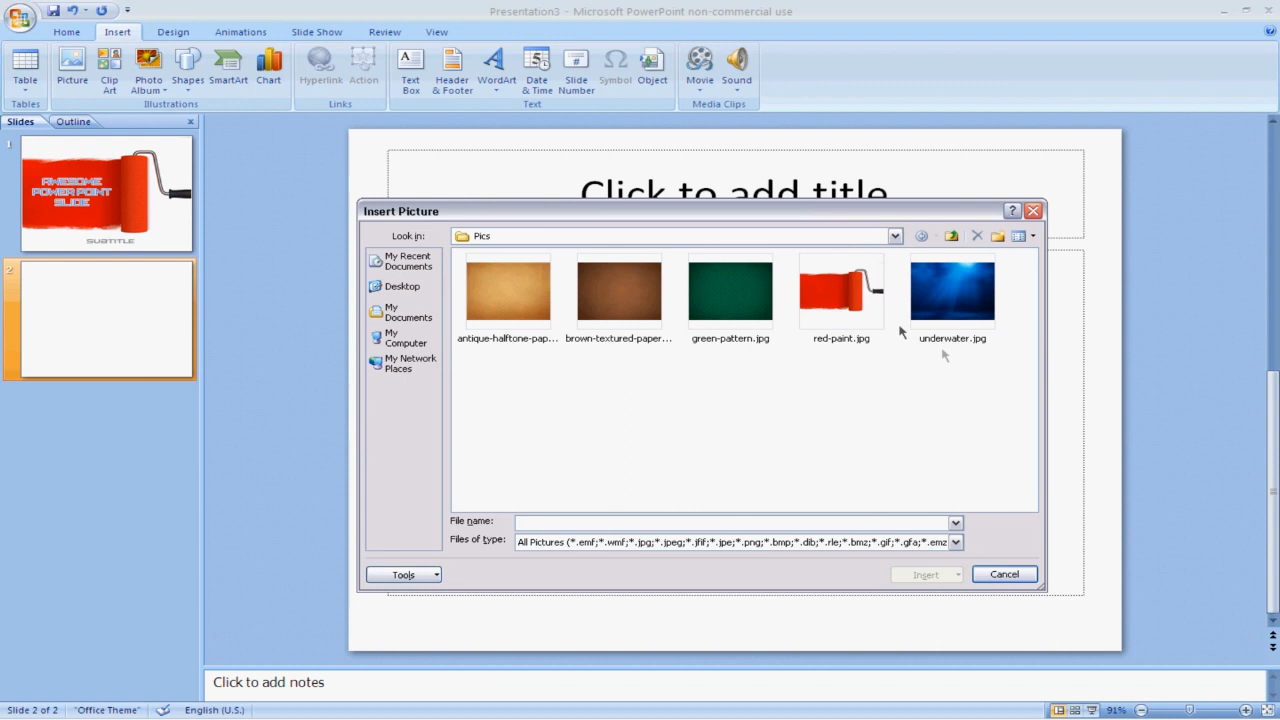 Presentation3 - Microsoft PowerPoint non-commercial use
Home Insert Design Animations Slide Show Review View
Table Picture Clip Art Photo Album Shapes SmartArt Chart Hyperlink Action Text Box Header & Footer WordArt Date & Time Slide Number Symbol Object Movie Sound
Tables Illustrations Links Text Media Clips
Slides Outline x
1
AWESOME
POWER POINT
SLIDE
SUBTITLE
2
Click to add title
Insert Picture
Look in: Pics
My Recent
Documents
Desktop
My
Documents
My
Computer
My Network
Places
antique-halftone-pap... brown-textured-paper... green-pattern.jpg red-paint.jpg underwater.jpg
File name:
Files of type: All Pictures (*.emf;*.wmf;*.jpg;*.jpeg;*.jfif;*.jpe;*.png;*.bmp;*.dib;*.rle;*.bmz;*.gif;*.gfa;*.emz
Tools Insert Cancel
Click to add notes
Slide 2 of 2 "Office Theme" English (U.S.) 91%